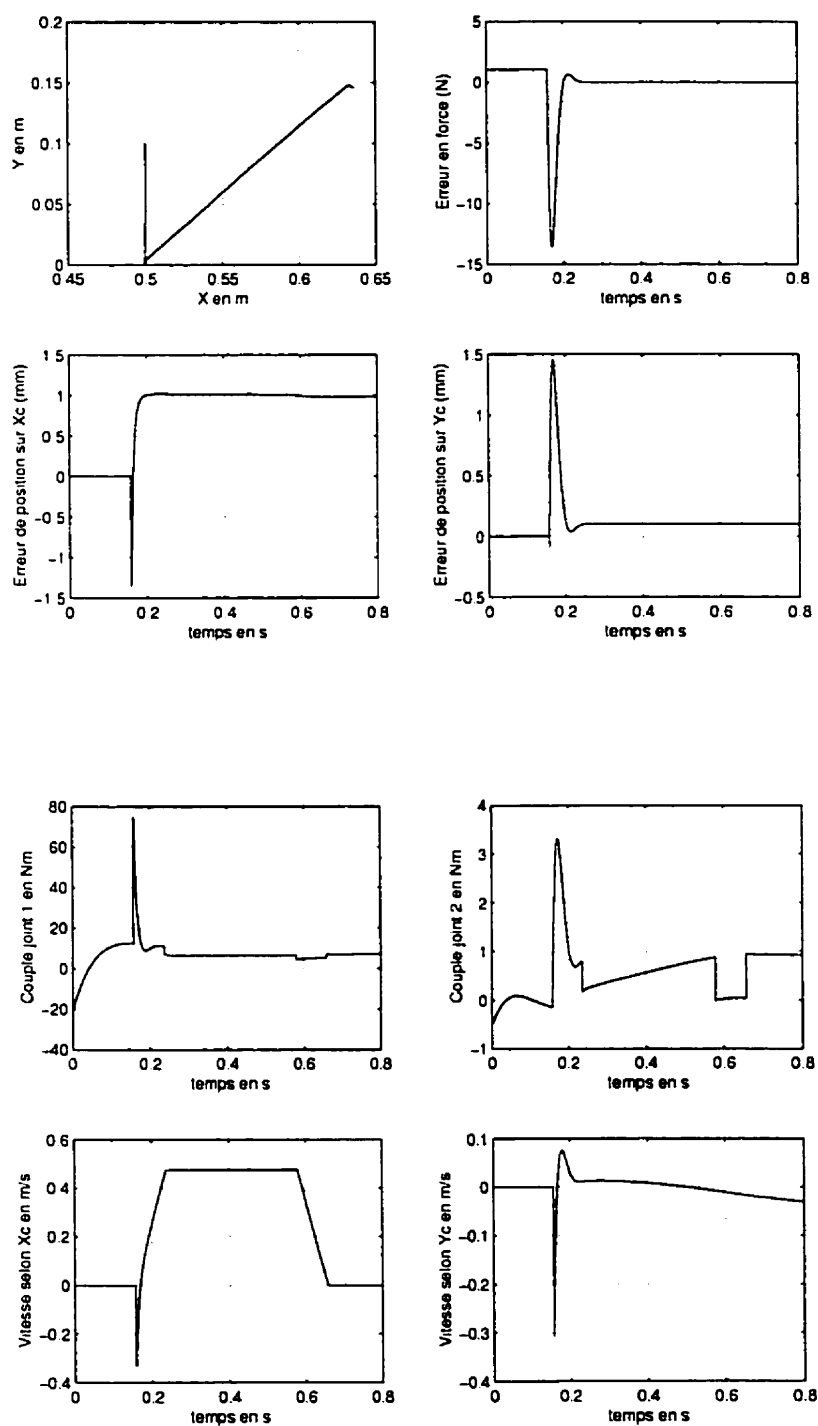 Y en m
0.2
0.15
0.1
0.05
0
0.45 0.5 0.55 0.6 0.65
X en m
Erreur en force (N)
5
0
−5
−10
−15
0 0.2 0.4 0.6 0.8
temps en s
Erreur de position sur Xc (mm)
1 5
1
0 5
0
−0 5
−1
−1 5
0 0.2 0.4 0.6 0.8
temps en s
Erreur de position sur Yc (mm)
1.5
1
0.5
0
−0.5
0 0.2 0.4 0.6 0.8
temps en s
Couple joint 1 en Nm
80
60
40
20
0
−20
−40
0 0.2 0.4 0.6 0.8
temps en s
Couple joint 2 en Nm
4
3
2
1
0
−1
0 0.2 0.4 0.6 0.8
temps en s
Vitesse selon Xc en m/s
0 6
0.4
0.2
0
−0.2
−0.4
0 0.2 0.4 0.6 0.8
temps en s
Vitesse selon Yc en m/s
0.1
0
−0.1
−0.2
−0.3
−0.4
0 0.2 0.4 0.6 0.8
temps en s